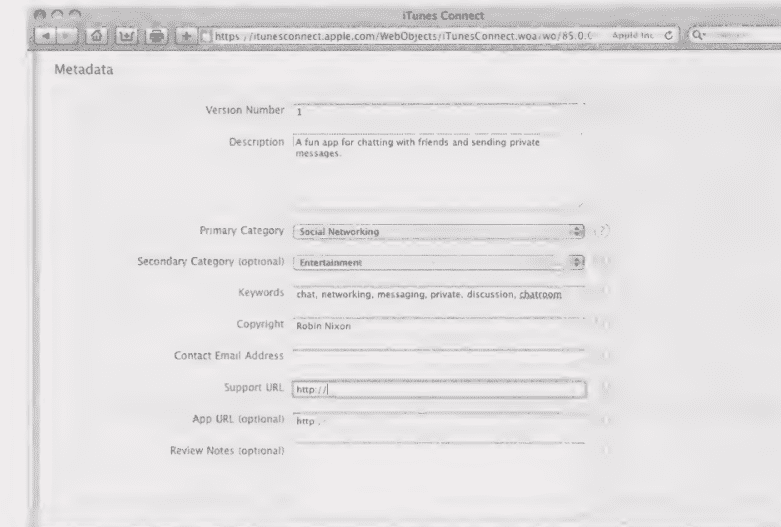 iTunes Connect
https://itunesconnect.apple.com/WebObjects/iTunesConnect.woa/wo/85.0.0 Apple Inc.
Metadata
Version Number 1
Description A fun app for chatting with friends and sending private
messages.
Primary Category Social Networking ?
Secondary Category (optional) Entertainment
Keywords chat, networking, messaging, private, discussion, chatroom
Copyright Robin Nixon
Contact Email Address
Support URL http://
App URL (optional) http
Review Notes (optional)